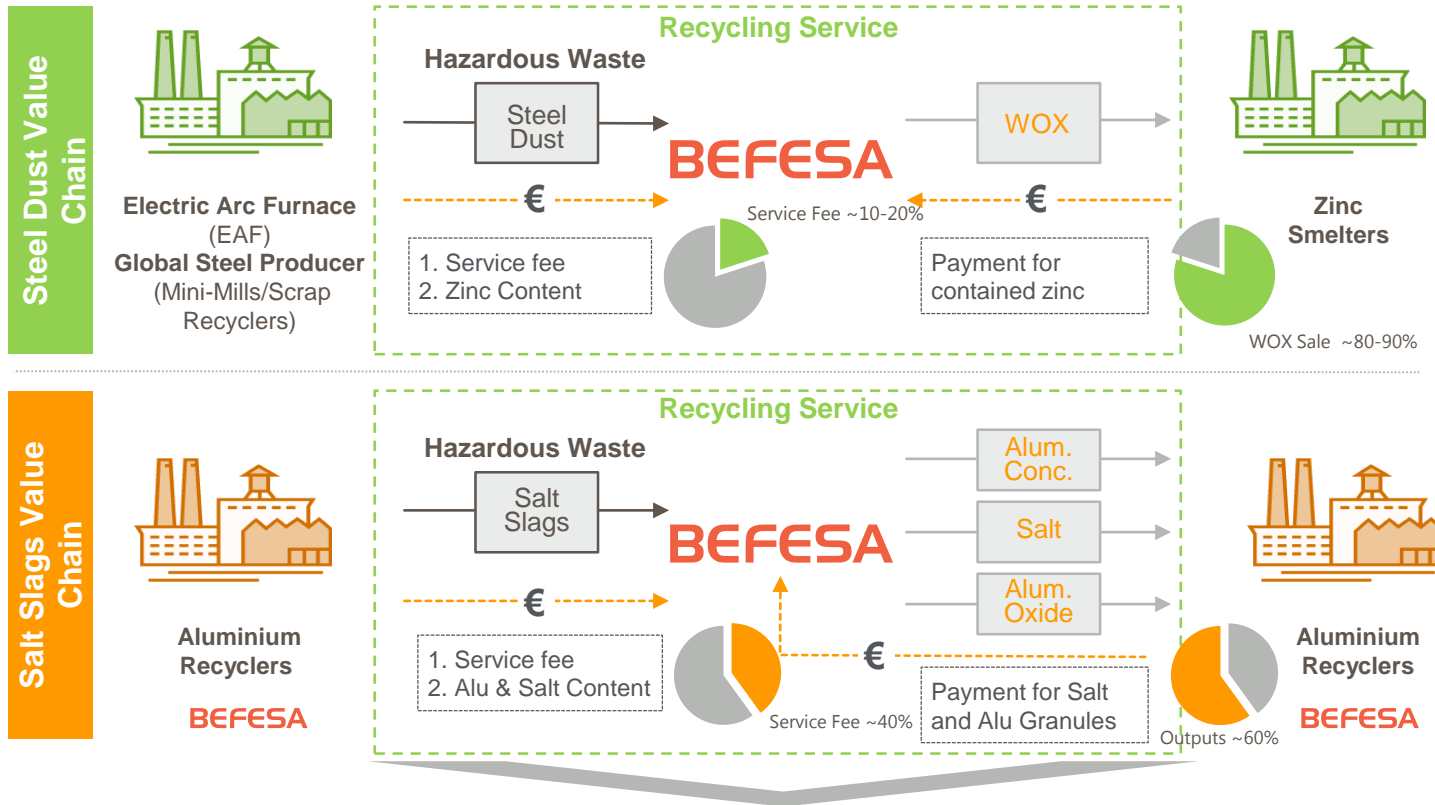 Steel Dust Value
Chain
Recycling Service
Hazardous Waste
Steel
Dust
WOX
BEFESA
€
€
Service Fee ~10-20%
Electric Arc Furnace
(EAF)
Global Steel Producer
(Mini-Mills/Scrap
Recyclers)
1. Service fee
2. Zinc Content
Payment for
contained zinc
Zinc
Smelters
WOX Sale ~80-90%
Salt Slags Value
Chain
Recycling Service
Hazardous Waste
Salt
Slags
Alum.
Conc.
Salt
Alum.
Oxide
BEFESA
€
€
Aluminium
Recyclers
BEFESA
1. Service fee
2. Alu & Salt Content
Service Fee ~40%
Payment for Salt
and Alu Granules
Outputs ~60%
Aluminium
Recyclers
BEFESA